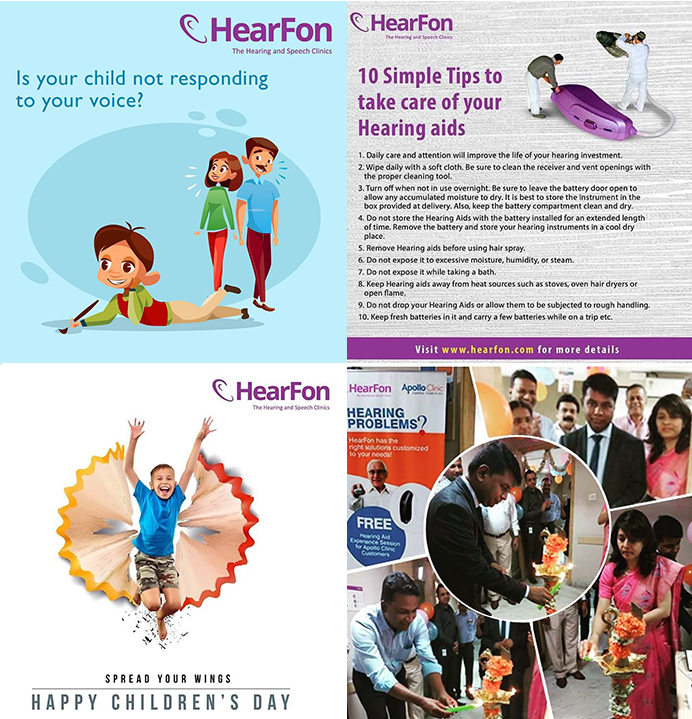 HearFon
The Hearing and Speech Clinics
Is your child not responding
to your voice?
HearFon
The Hearing and Speech Clinics
10 Simple Tips to
take care of your
Hearing aids
1. Daily care and attention will improve the life of your hearing investment.
2. Wipe daily with a soft cloth. Be sure to clean the receiver and vent openings with
the proper cleaning tool.
3. Turn off when not in use overnight. Be sure to leave the battery door open to
allow any accumulated moisture to dry. It is best to store the instrument in the
box provided at delivery. Also, keep the battery compartment clean and dry.
4. Do not store the Hearing Aids with the battery installed for an extended length
of time. Remove the battery and store your hearing instruments in a cool dry
place.
5. Remove Hearing aids before using hair spray.
6. Do not expose it to excessive moisture, humidity, or steam.
7. Do not expose it while taking a bath.
8. Keep Hearing aids away from heat sources such as stoves, oven hair dryers or
open flame.
9. Do not drop your Hearing Aids or allow them to be subjected to rough handling.
10. Keep fresh batteries in it and carry a few batteries while on a trip etc.
Visit www.hearfon.com for more details
HearFon
The Hearing and Speech Clinics
SPREAD YOUR WINGS
HAPPY CHILDREN'S DAY
HearFon
Apollo Clinic
HEARING
PROBLEMS?
HearFon has the
right solutions customized
to your needs!
FREE
Hearing Aid
Experience Session
for Apollo Clinic
Customers